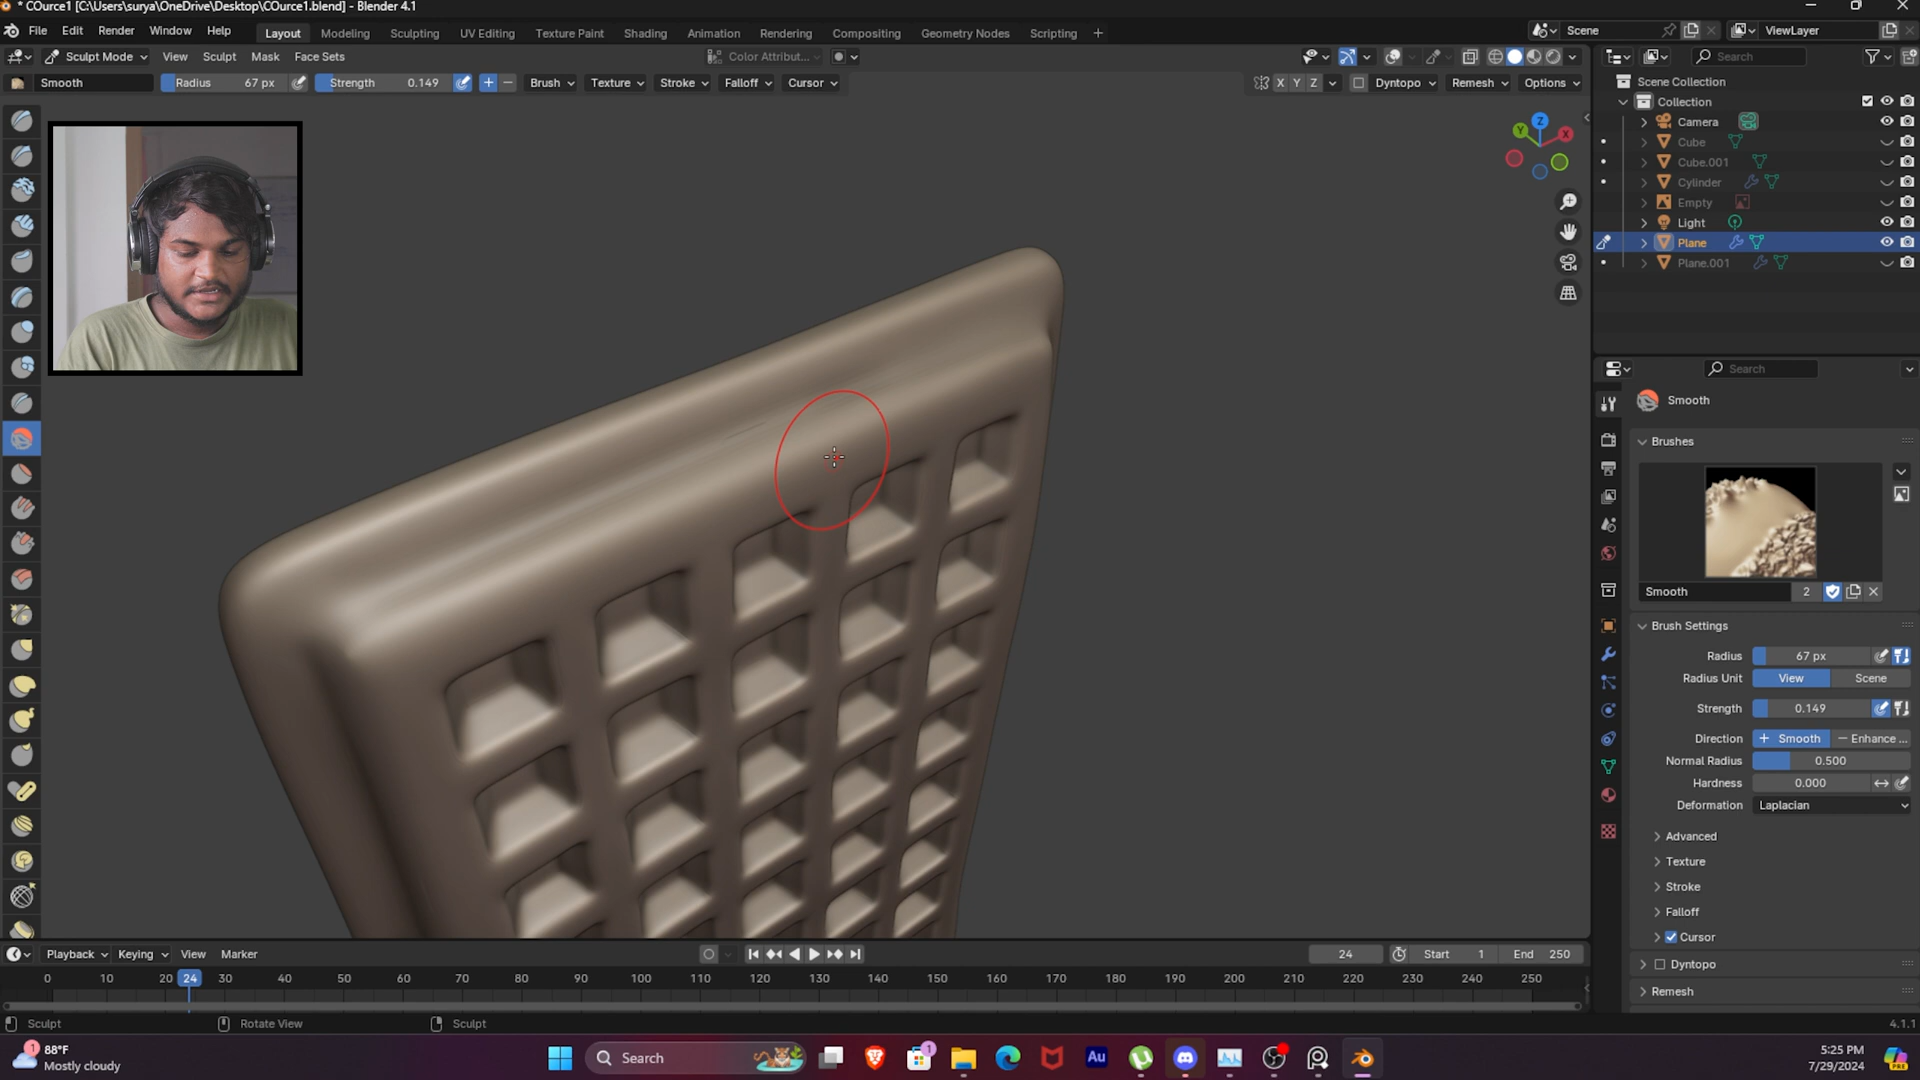 * COurce1 [C:\Users\surya\OneDrive\Desktop\COurce1.blend] - Blender 4.1
File Edit Render Window Help Layout Modeling Sculpting UV Editing Texture Paint Shading Animation Rendering Compositing Geometry Nodes Scripting + Scene ViewLayer
Sculpt Mode View Sculpt Mask Face Sets Color Attribut... Search
Smooth Radius 67 px Strength 0.149 Brush Texture Stroke Falloff Cursor X Y Z Dyntopo Remesh Options
Scene Collection
Collection
Camera
Cube
Cube.001
Cylinder
Empty
Light
Plane
Plane.001
Z
Y
X
Search
Smooth
Brushes
Smooth 2
Brush Settings
Radius 67 px
Radius Unit View Scene
Strength 0.149
Direction + Smooth − Enhance ...
Normal Radius 0.500
Hardness 0.000
Deformation Laplacian
Advanced
Texture
Stroke
Falloff
Cursor
Dyntopo
Remesh
Playback Keying View Marker 24 Start 1 End 250
0 10 20 24 30 40 50 60 70 80 90 100 110 120 130 140 150 160 170 180 190 200 210 220 230 240 250
Sculpt Rotate View Sculpt 4.1.1
1 88°F
Mostly cloudy
Search
1
Au
5:25 PM
7/29/2024
PRE